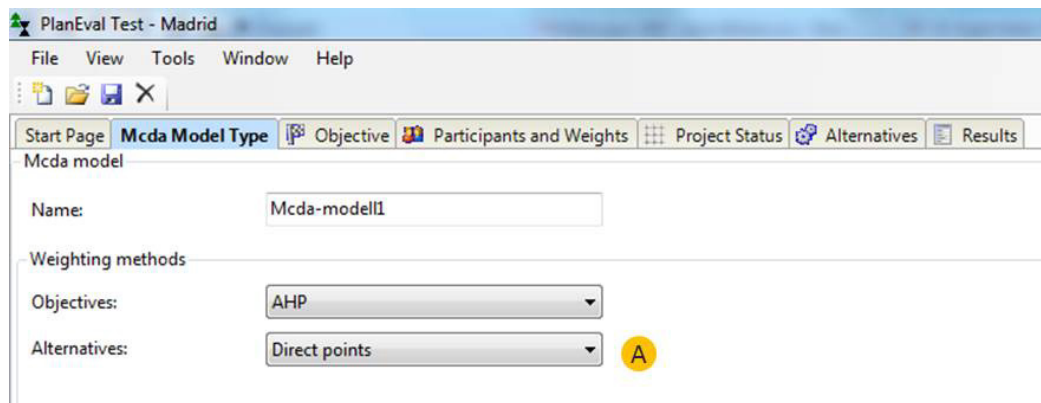 PlanEval Test - Madrid
File View Tools Window Help
Start Page Mcda Model Type Objective Participants and Weights Project Status Alternatives Results
Mcda model
Name: Mcda-modell1
Weighting methods
Objectives: AHP
Alternatives: Direct points A